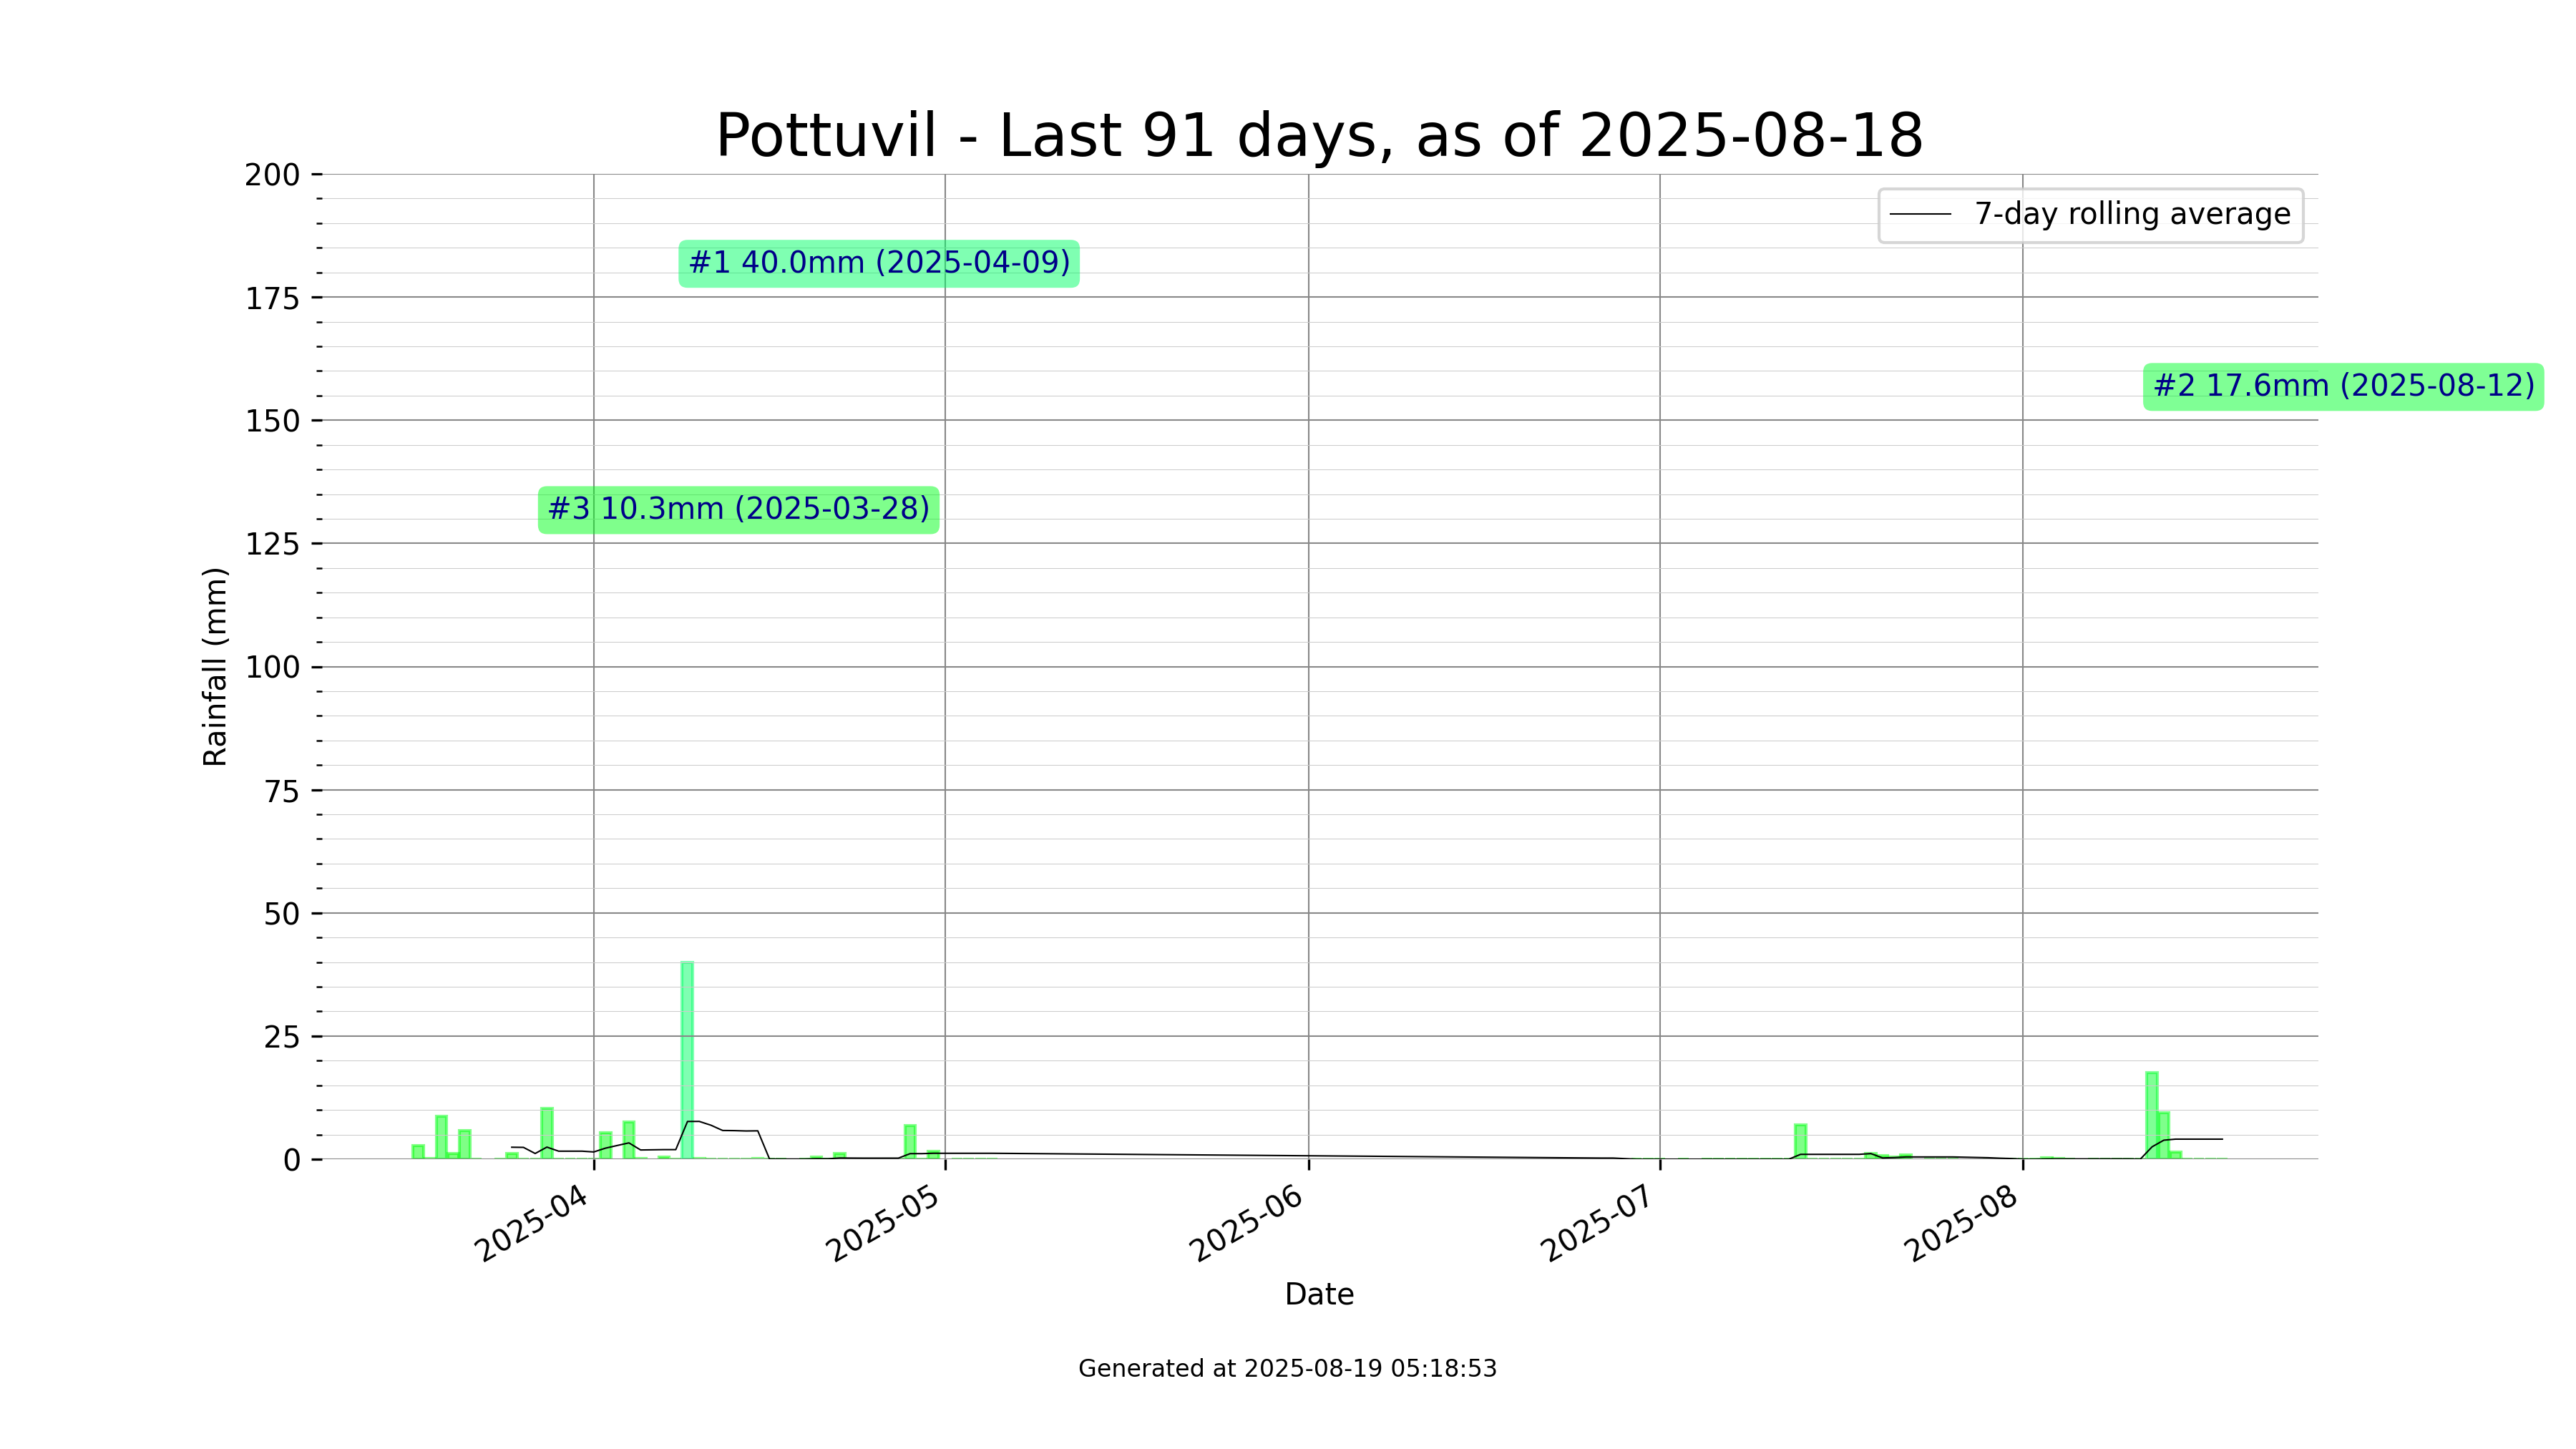 Pottuvil - Last 91 days, as of 2025-08-18
200
175
150
125
100
75
50
25
0
Rainfall (mm)
7-day rolling average
#1 40.0mm (2025-04-09)
#2 17.6mm (2025-08-12)
#3 10.3mm (2025-03-28)
2025-04
2025-05
2025-06
2025-07
2025-08
Date
Generated at 2025-08-19 05:18:53